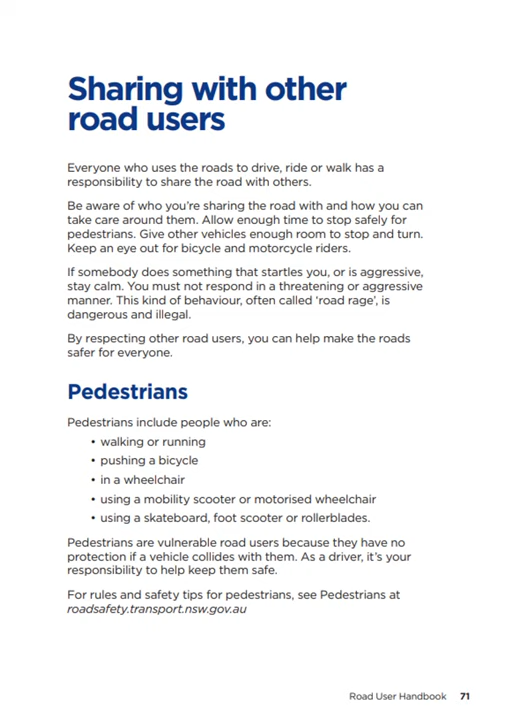 Sharing with other
road users
Everyone who uses the roads to drive, ride or walk has a
responsibility to share the road with others.
Be aware of who you're sharing the road with and how you can
take care around them. Allow enough time to stop safely for
pedestrians. Give other vehicles enough room to stop and turn.
Keep an eye out for bicycle and motorcycle riders.
If somebody does something that startles you, or is aggressive,
stay calm. You must not respond in a threatening or aggressive
manner. This kind of behaviour, often called 'road rage', is
dangerous and illegal.
By respecting other road users, you can help make the roads
safer for everyone.
Pedestrians
Pedestrians include people who are:
• walking or running
• pushing a bicycle
• in a wheelchair
• using a mobility scooter or motorised wheelchair
• using a skateboard, foot scooter or rollerblades.
Pedestrians are vulnerable road users because they have no
protection if a vehicle collides with them. As a driver, it's your
responsibility to help keep them safe.
For rules and safety tips for pedestrians, see Pedestrians at
roadsafety.transport.nsw.gov.au
Road User Handbook 71